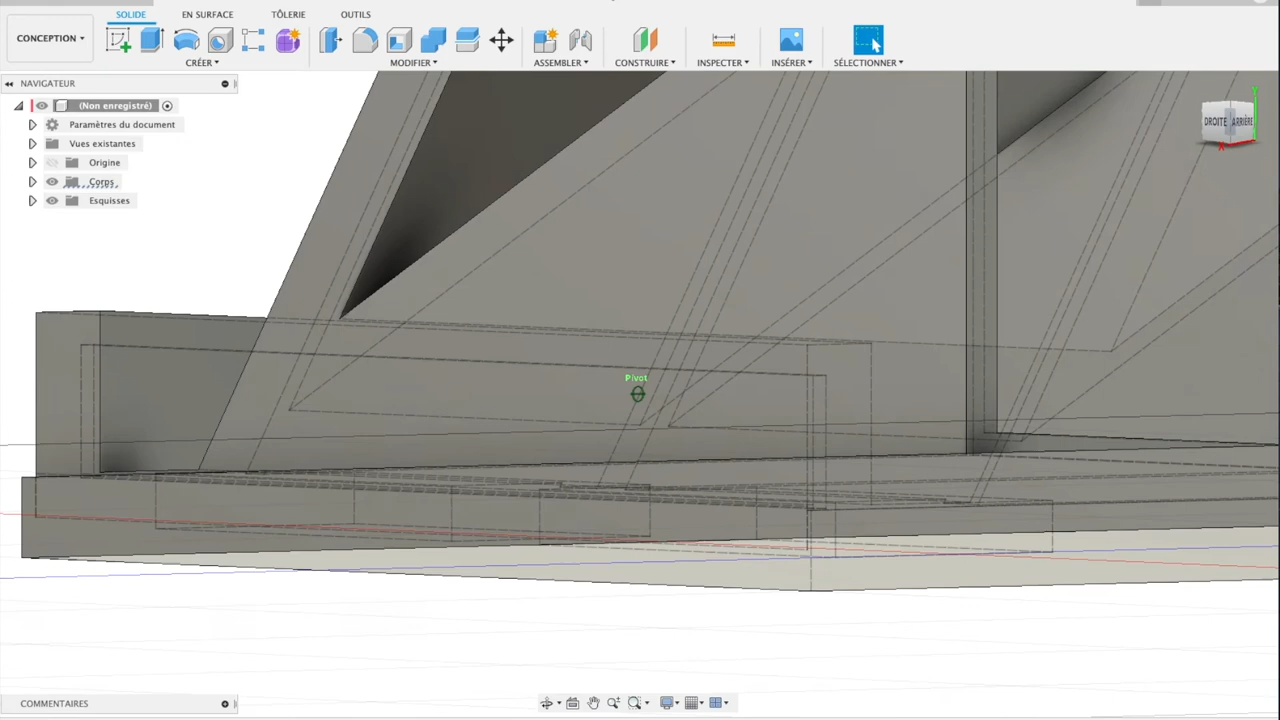 SOLIDE EN SURFACE TÔLERIE OUTILS
CONCEPTION
CRÉER MODIFIER ASSEMBLER CONSTRUIRE INSPECTER INSÉRER SÉLECTIONNER
NAVIGATEUR
(Non enregistré)
Paramètres du document
Vues existantes
Origine
Corps
Esquisses
Y
DROITE ARRIÈRE
X
Pivot
COMMENTAIRES